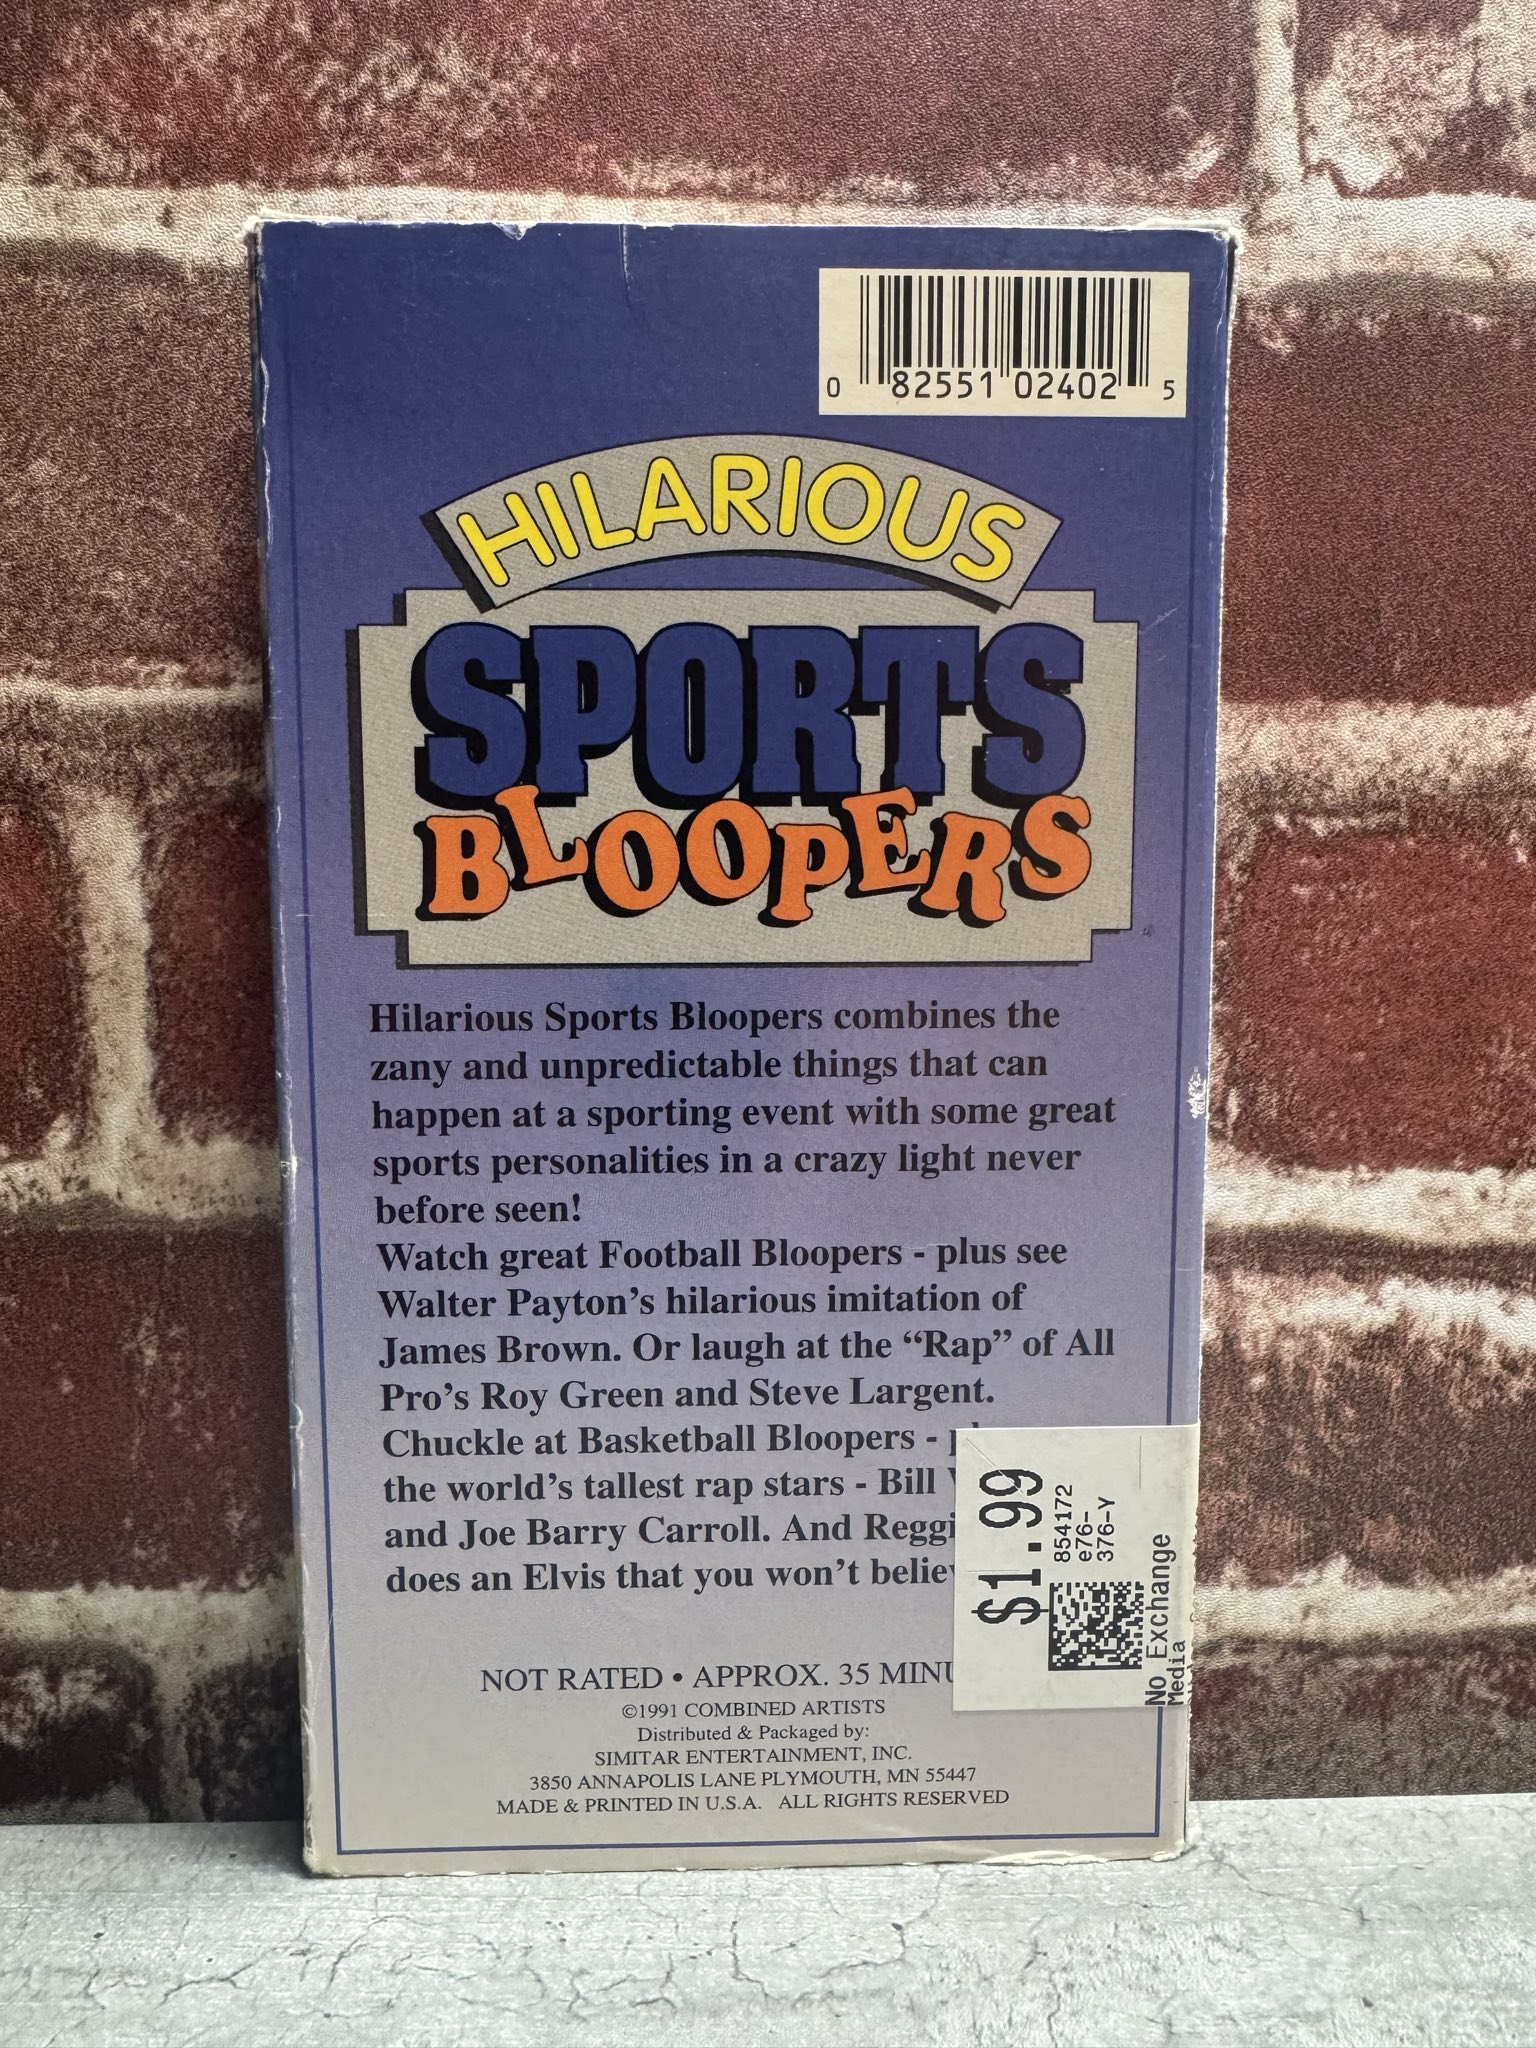 0 82551 02402 5
HILARIOUS
SPORTS
BLOOPERS
Hilarious Sports Bloopers combines the
zany and unpredictable things that can
happen at a sporting event with some great
sports personalities in a crazy light never
before seen!
Watch great Football Bloopers - plus see
Walter Payton's hilarious imitation of
James Brown. Or laugh at the “Rap” of All
Pro's Roy Green and Steve Largent.
Chuckle at Basketball Bloopers -
the world's tallest rap stars - Bill
and Joe Barry Carroll. And
does an Elvis that you won't
NOT RATED • APPROX. 35
©1991 COMBINED ARTISTS
Distributed & Packaged by:
SIMITAR ENTERTAINMENT, INC.
3850 ANNAPOLIS LANE PLYMOUTH, MN 55447
MADE & PRINTED IN U.S.A. ALL RIGHTS RESERVED
$1.99
854172
e76-
376-Y
No Exchange
Media